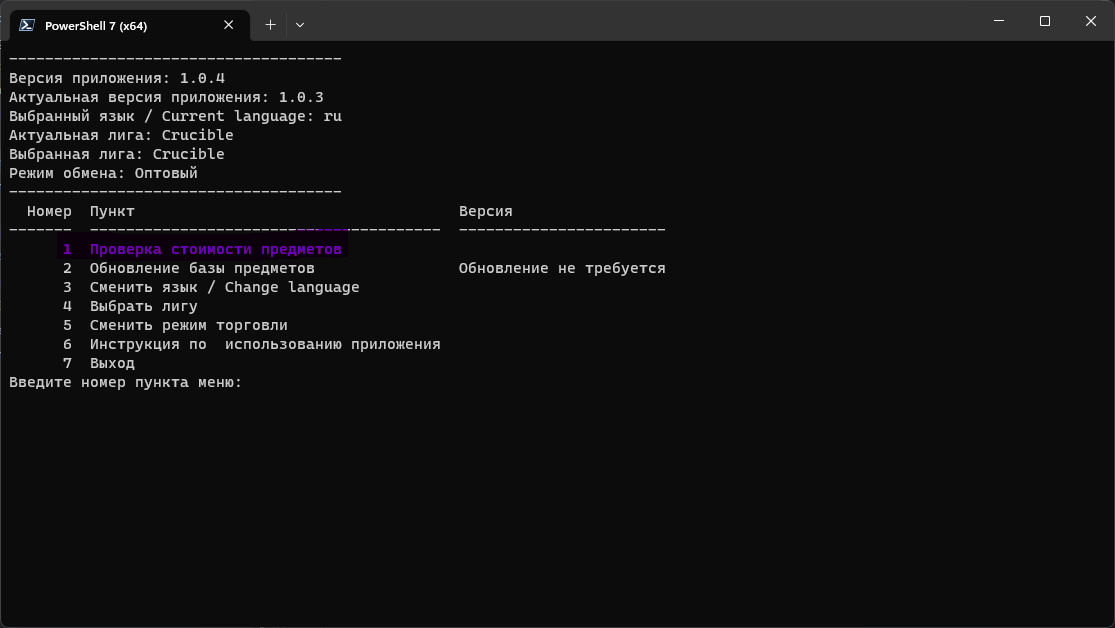 PowerShell 7 (x64)
------------------------------------
Версия приложения: 1.0.4
Актуальная версия приложения: 1.0.3
Выбранный язык / Current language: ru
Актуальная лига: Crucible
Выбранная лига: Crucible
Режим обмена: Оптовый
------------------------------------
Номер Пункт Версия
------- --------------------------------------- -----------------------
1 Проверка стоимости предметов
2 Обновление базы предметов Обновление не требуется
3 Сменить язык / Change language
4 Выбрать лигу
5 Сменить режим торговли
6 Инструкция по  использованию приложения
7 Выход
Введите номер пункта меню: